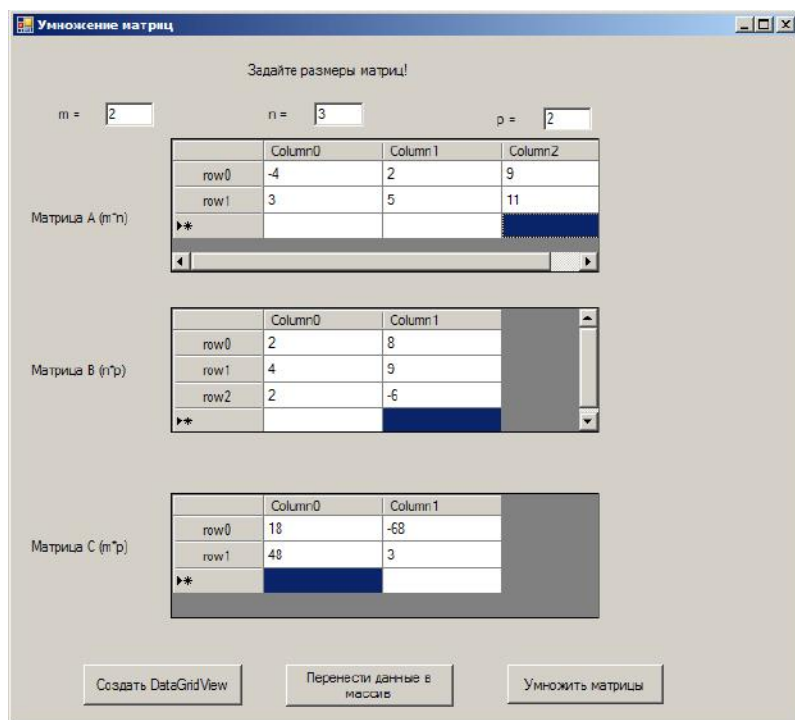 Умножение матриц
Задайте размеры матриц!
m = 2 n = 3 p = 2
Column0 Column1 Column2
row0 -4 2 9
row1 3 5 11
Матрица A (m*n)
Column0 Column1
row0 2 8
row1 4 9
Матрица B (n*p)
row2 2 -6
Column0 Column1
row0 18 -68
row1 48 3
Матрица C (m*p)
Создать DataGridView
Перенести данные в
массив
Умножить матрицы